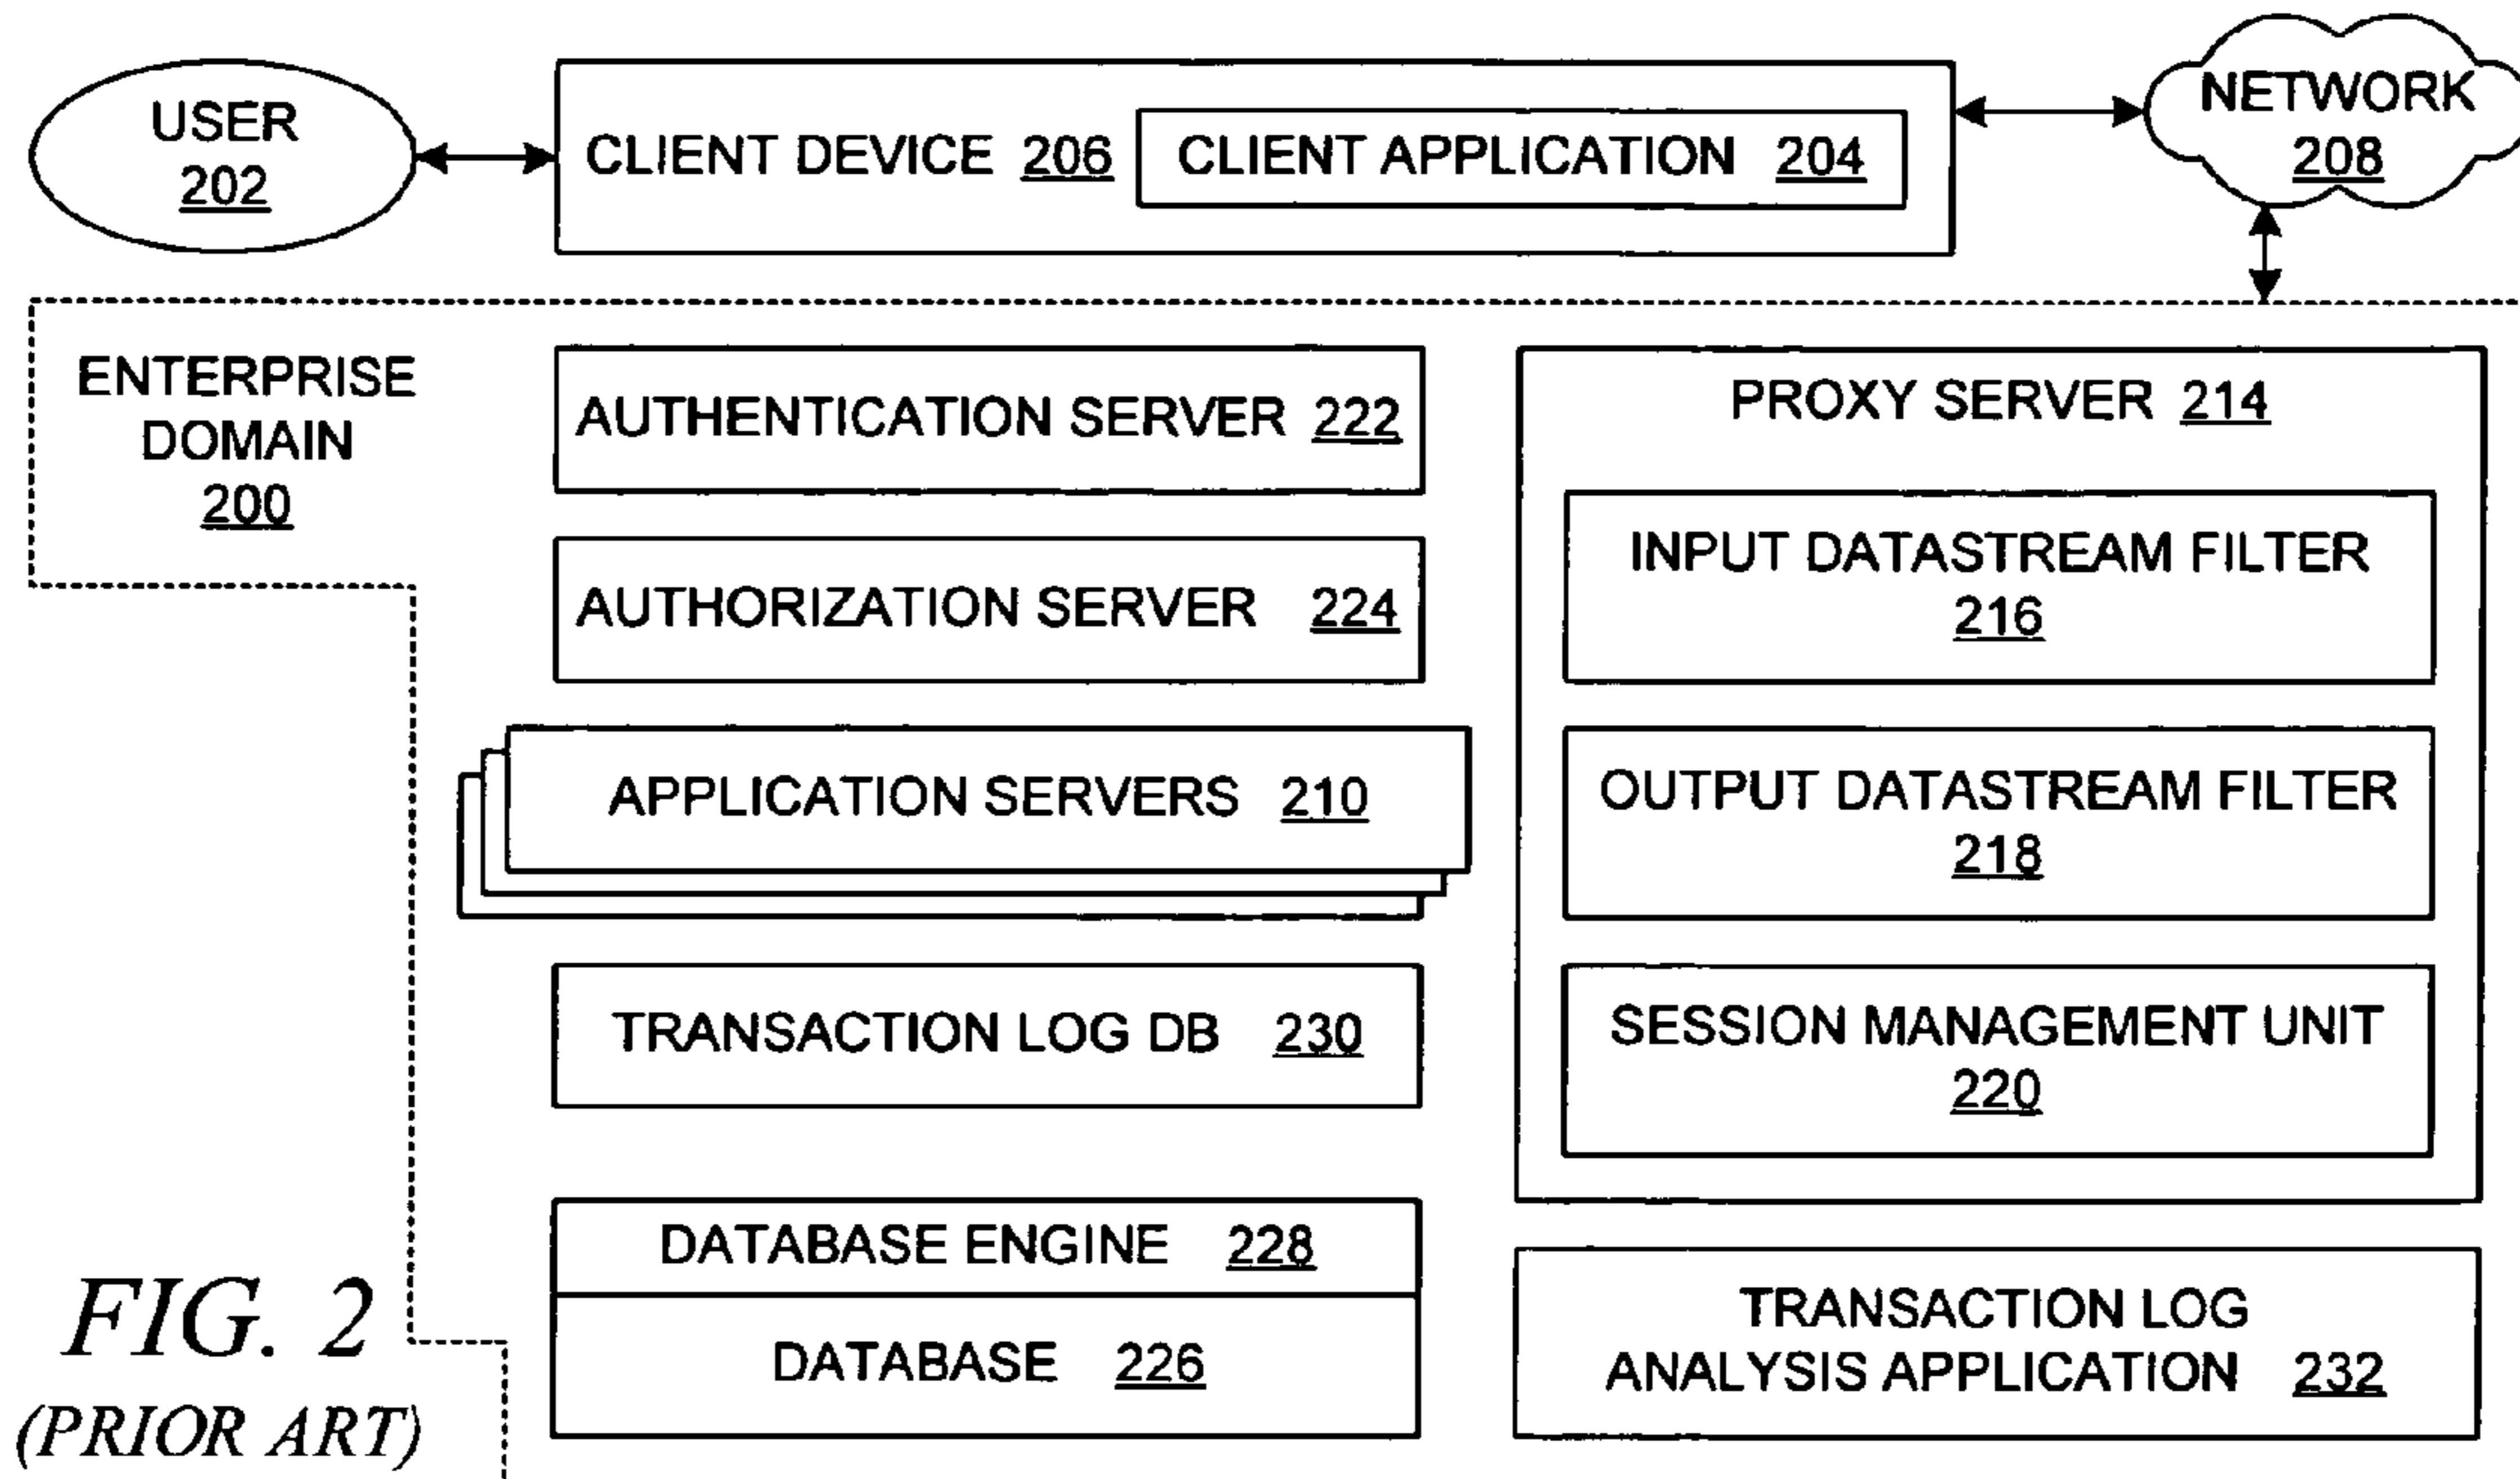 USER
202
CLIENT DEVICE 206
CLIENT APPLICATION 204
NETWORK
208
ENTERPRISE
DOMAIN
200
AUTHENTICATION SERVER 222
AUTHORIZATION SERVER 224
APPLICATION SERVERS 210
TRANSACTION LOG DB 230
DATABASE ENGINE 228
DATABASE 226
PROXY SERVER 214
INPUT DATASTREAM FILTER
216
OUTPUT DATASTREAM FILTER
218
SESSION MANAGEMENT UNIT
220
TRANSACTION LOG
ANALYSIS APPLICATION 232
FIG. 2
(PRIOR ART)